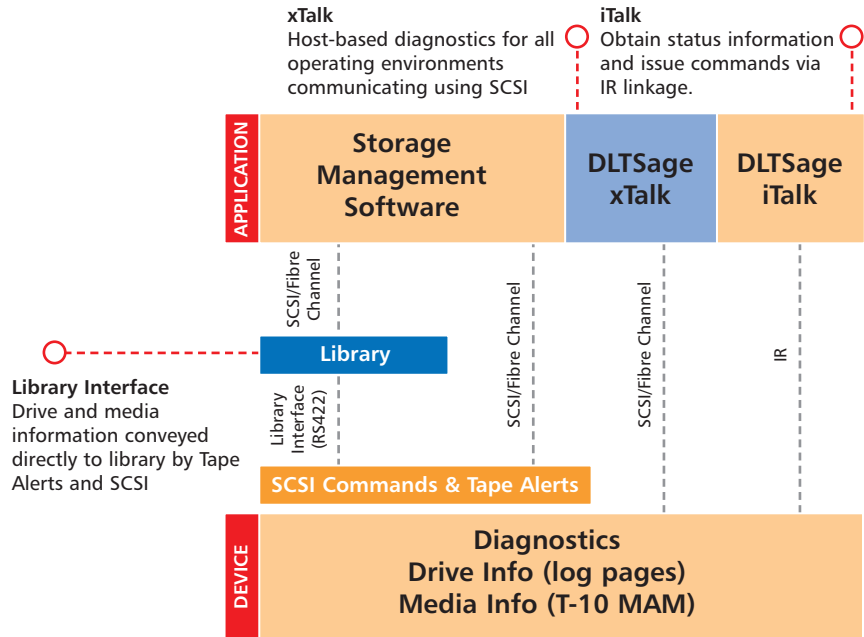 xTalk
Host-based diagnostics for all
operating environments
communicating using SCSI
iTalk
Obtain status information
and issue commands via
IR linkage.
APPLICATION
Storage
Management
Software
DLTSage
xTalk
DLTSage
iTalk
SCSI/Fibre
Channel
SCSI/Fibre Channel
SCSI/Fibre Channel
IR
Library
Library Interface
Drive and media
information conveyed
directly to library by Tape
Alerts and SCSI
Library
Interface
(RS422)
SCSI Commands & Tape Alerts
DEVICE
Diagnostics
Drive Info (log pages)
Media Info (T-10 MAM)